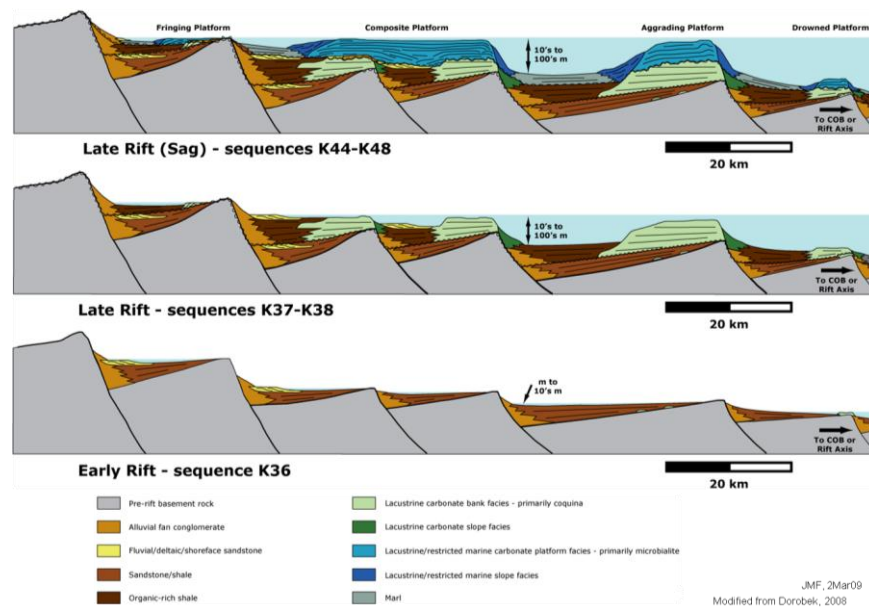 Fringing Platform
Composite Platform
Aggrading Platform
Drowned Platform
10's to
100's m
To COB or
Rift Axis
Late Rift (Sag) - sequences K44-K48
20 km
10's to
100's m
To COB or
Rift Axis
Late Rift - sequences K37-K38
20 km
m to
10's m
To COB or
Rift Axis
Early Rift - sequence K36
20 km
Pre-rift basement rock
Alluvial fan conglomerate
Fluvial/deltaic/shoreface sandstone
Sandstone/shale
Organic-rich shale
Lacustrine carbonate bank facies - primarily coquina
Lacustrine carbonate slope facies
Lacustrine/restricted marine carbonate platform facies - primarily microbialite
Lacustrine/restricted marine slope facies
Marl
JMF, 2Mar09
Modified from Dorobek, 2008